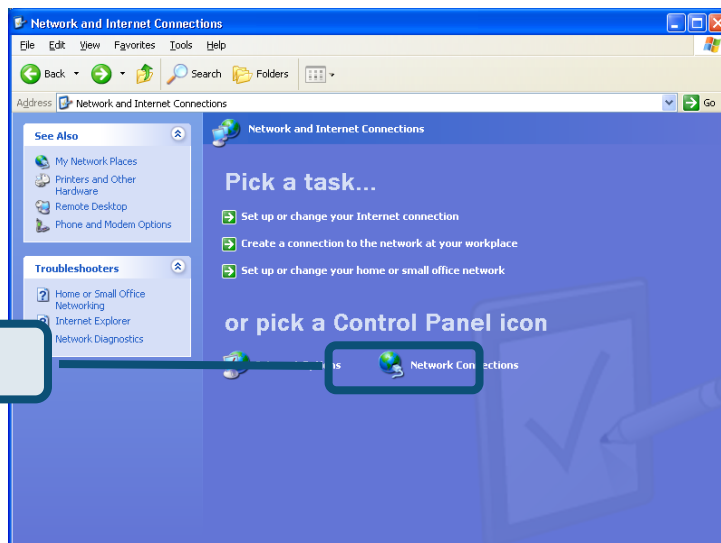 Network and Internet Connections
File Edit View Favorites Tools Help
Back Search Folders
Address Network and Internet Connections Go
See Also
My Network Places
Printers and Other
Hardware
Remote Desktop
Phone and Modem Options
Troubleshooters
Home or Small Office
Networking
Internet Explorer
Network Diagnostics
Network and Internet Connections
Pick a task...
Set up or change your Internet connection
Create a connection to the network at your workplace
Set up or change your home or small office network
or pick a Control Panel icon
Network Connections